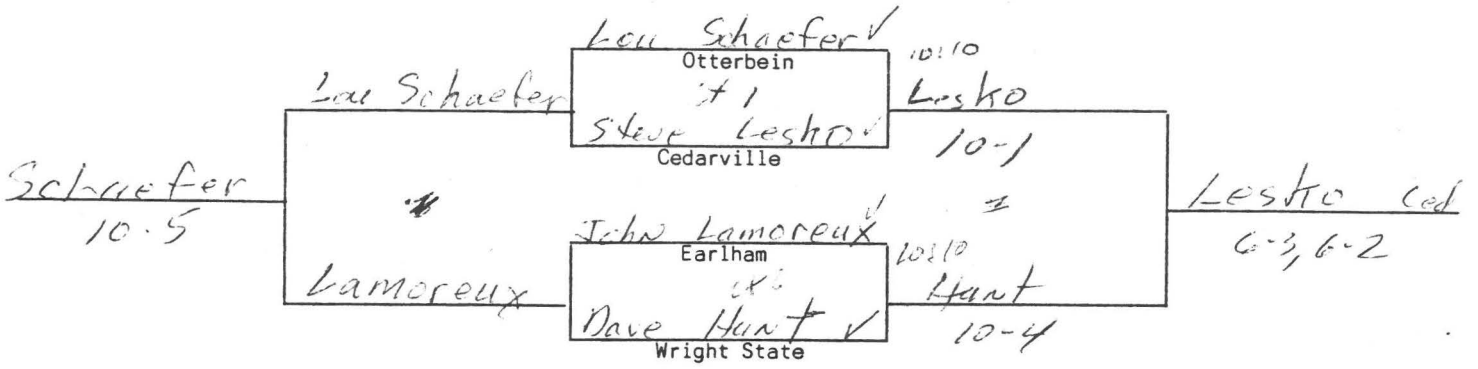 Lou Schaefer ✓
Otterbein
10:10
Lou Schaefer
# 1
Lesko
Steve Lesko ✓
Cedarville
10-1
Schaefer
10-5
Lesko Ced
6-3, 6-2
John Lamoreux ✓
Earlham
10:10
Lamoreux
Hunt
Dave Hunt ✓
Wright State
10-4